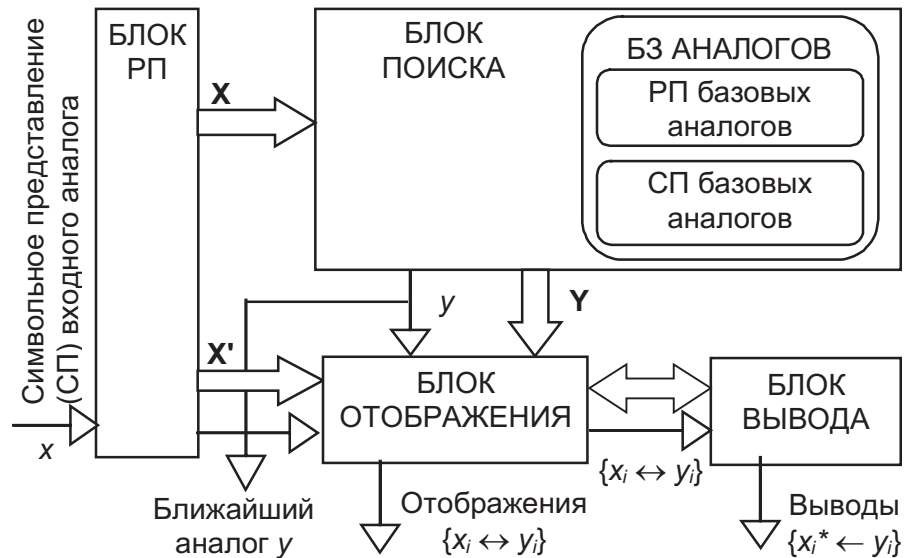 Символьное представление
(СП) входного аналога
x
БЛОК
РП
X
БЛОК
ПОИСКА
БЗ АНАЛОГОВ
РП базовых
аналогов
СП базовых
аналогов
y
Y
X'
БЛОК
ОТОБРАЖЕНИЯ
БЛОК
ВЫВОДА
{xᵢ ↔ yᵢ}
Ближайший
аналог y
Отображения
{xᵢ ↔ yᵢ}
Выводы
{xᵢ* ← yᵢ}